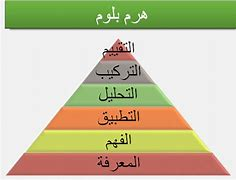 هرم بلوم
التقييم
التركيب
التحليل
التطبيق
الفهم
المعرفة